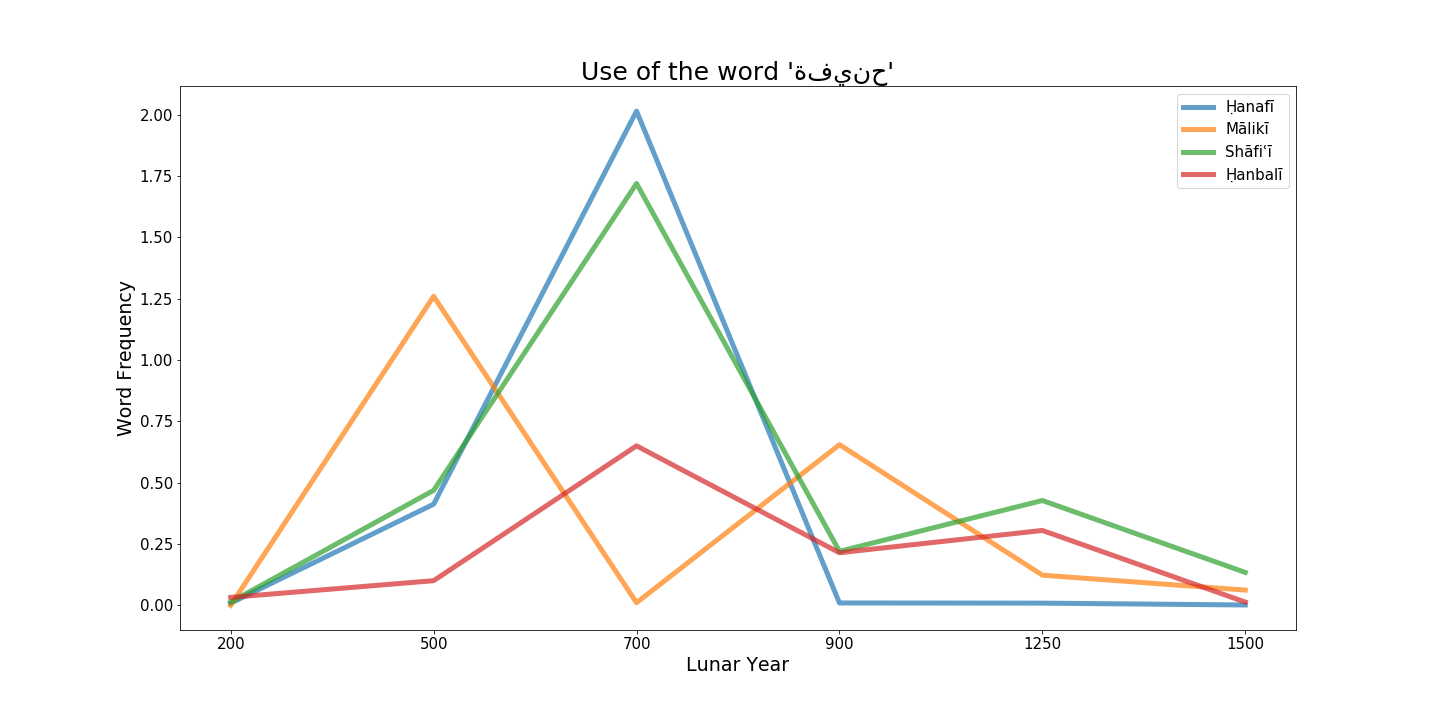 Use of the word 'حنيفة'
Ḥanafī
Mālikī
Shāfiʿī
Ḥanbalī
Word Frequency
2.00
1.75
1.50
1.25
1.00
0.75
0.50
0.25
0.00
200 500 700 900 1250 1500
Lunar Year